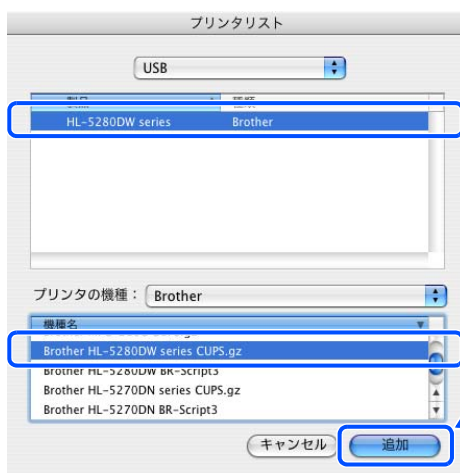 プリンタリスト
USB
HL-5280DW series Brother
プリンタの機種： Brother
機種名
Brother HL-5280DW series CUPS.gz
Brother HL-5280DW BR-Script3
Brother HL-5270DN series CUPS.gz
Brother HL-5270DN BR-Script3
キャンセル 追加